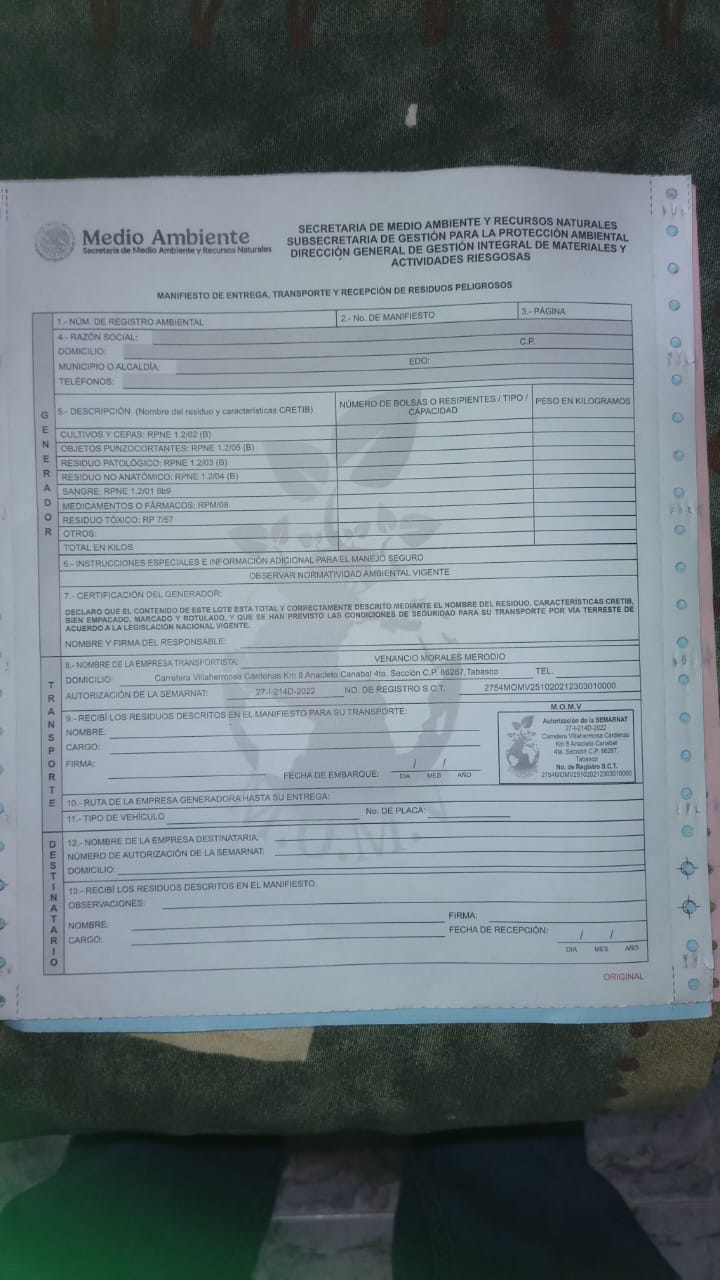 Medio Ambiente
Secretaría de Medio Ambiente y Recursos Naturales
SECRETARIA DE MEDIO AMBIENTE Y RECURSOS NATURALES
SUBSECRETARIA DE GESTIÓN PARA LA PROTECCIÓN AMBIENTAL
DIRECCIÓN GENERAL DE GESTIÓN INTEGRAL DE MATERIALES Y
ACTIVIDADES RIESGOSAS
MANIFIESTO DE ENTREGA, TRANSPORTE Y RECEPCIÓN DE RESIDUOS PELIGROSOS
GENERADOR
1.- NÚM. DE REGISTRO AMBIENTAL 2.- No. DE MANIFIESTO 3.- PÁGINA
4.- RAZÓN SOCIAL:
DOMICILIO: C.P.
MUNICIPIO O ALCALDÍA: EDO:
TELÉFONOS:
5.- DESCRIPCIÓN (Nombre del residuo y características CRETIB) NÚMERO DE BOLSAS O RESIPIENTES / TIPO / CAPACIDAD PESO EN KILOGRAMOS
CULTIVOS Y CEPAS: RPNE 1.2/02 (B)
OBJETOS PUNZOCORTANTES: RPNE 1.2/05 (B)
RESIDUO PATOLÓGICO: RPNE 1.2/03 (B)
RESIDUO NO ANATÓMICO: RPNE 1.2/04 (B)
SANGRE: RPNE 1.2/01 8b9
MEDICAMENTOS O FÁRMACOS: RPM/08
RESIDUO TÓXICO: RP 7/57
OTROS:
TOTAL EN KILOS
6.- INSTRUCCIONES ESPECIALES E INFORMACIÓN ADICIONAL PARA EL MANEJO SEGURO
OBSERVAR NORMATIVIDAD AMBIENTAL VIGENTE
7.- CERTIFICACIÓN DEL GENERADOR:
DECLARO QUE EL CONTENIDO DE ESTE LOTE ESTA TOTAL Y CORRECTAMENTE DESCRITO MEDIANTE EL NOMBRE DEL RESIDUO, CARACTERÍSTICAS CRETIB,
BIEN EMPACADO, MARCADO Y ROTULADO, Y QUE SE HAN PREVISTO LAS CONDICIONES DE SEGURIDAD PARA SU TRANSPORTE POR VÍA TERRESTE DE
ACUERDO A LA LEGISLACIÓN NACIONAL VIGENTE.
NOMBRE Y FIRMA DEL RESPONSABLE:
TRANSPORTE
8.- NOMBRE DE LA EMPRESA TRANSPORTISTA: VENANCIO MORALES MERODIO
DOMICILIO: Carretera Villahermosa Cárdenas Km 8 Anacleto Canabal 4ta. Sección C.P. 86287, Tabasco TEL.
AUTORIZACIÓN DE LA SEMARNAT: 27-I-214D-2022 NO. DE REGISTRO S.C.T. 2754MOMV251020212303010000
9.- RECIBÍ LOS RESIDUOS DESCRITOS EN EL MANIFIESTO PARA SU TRANSPORTE:
NOMBRE:
CARGO:
FIRMA: FECHA DE EMBARQUE: / /
DIA MES AÑO
M.O.M.V
Autorización de la SEMARNAT
27-I-214D-2022
Carretera Villahermosa Cárdenas
Km 8 Anacleto Canabal
4ta. Sección C.P. 86287,
Tabasco
No. de Registro S.C.T.
2754MOMV251020212303010000
10.- RUTA DE LA EMPRESA GENERADORA HASTA SU ENTREGA:
11.- TIPO DE VEHÍCULO No. DE PLACA:
DESTINATARIO
12.- NOMBRE DE LA EMPRESA DESTINATARIA:
NÚMERO DE AUTORIZACIÓN DE LA SEMARNAT:
DOMICILIO:
13.- RECIBÍ LOS RESIDUOS DESCRITOS EN EL MANIFIESTO.
OBSERVACIONES:
NOMBRE: FIRMA:
CARGO: FECHA DE RECEPCIÓN: / /
DIA MES AÑO
ORIGINAL